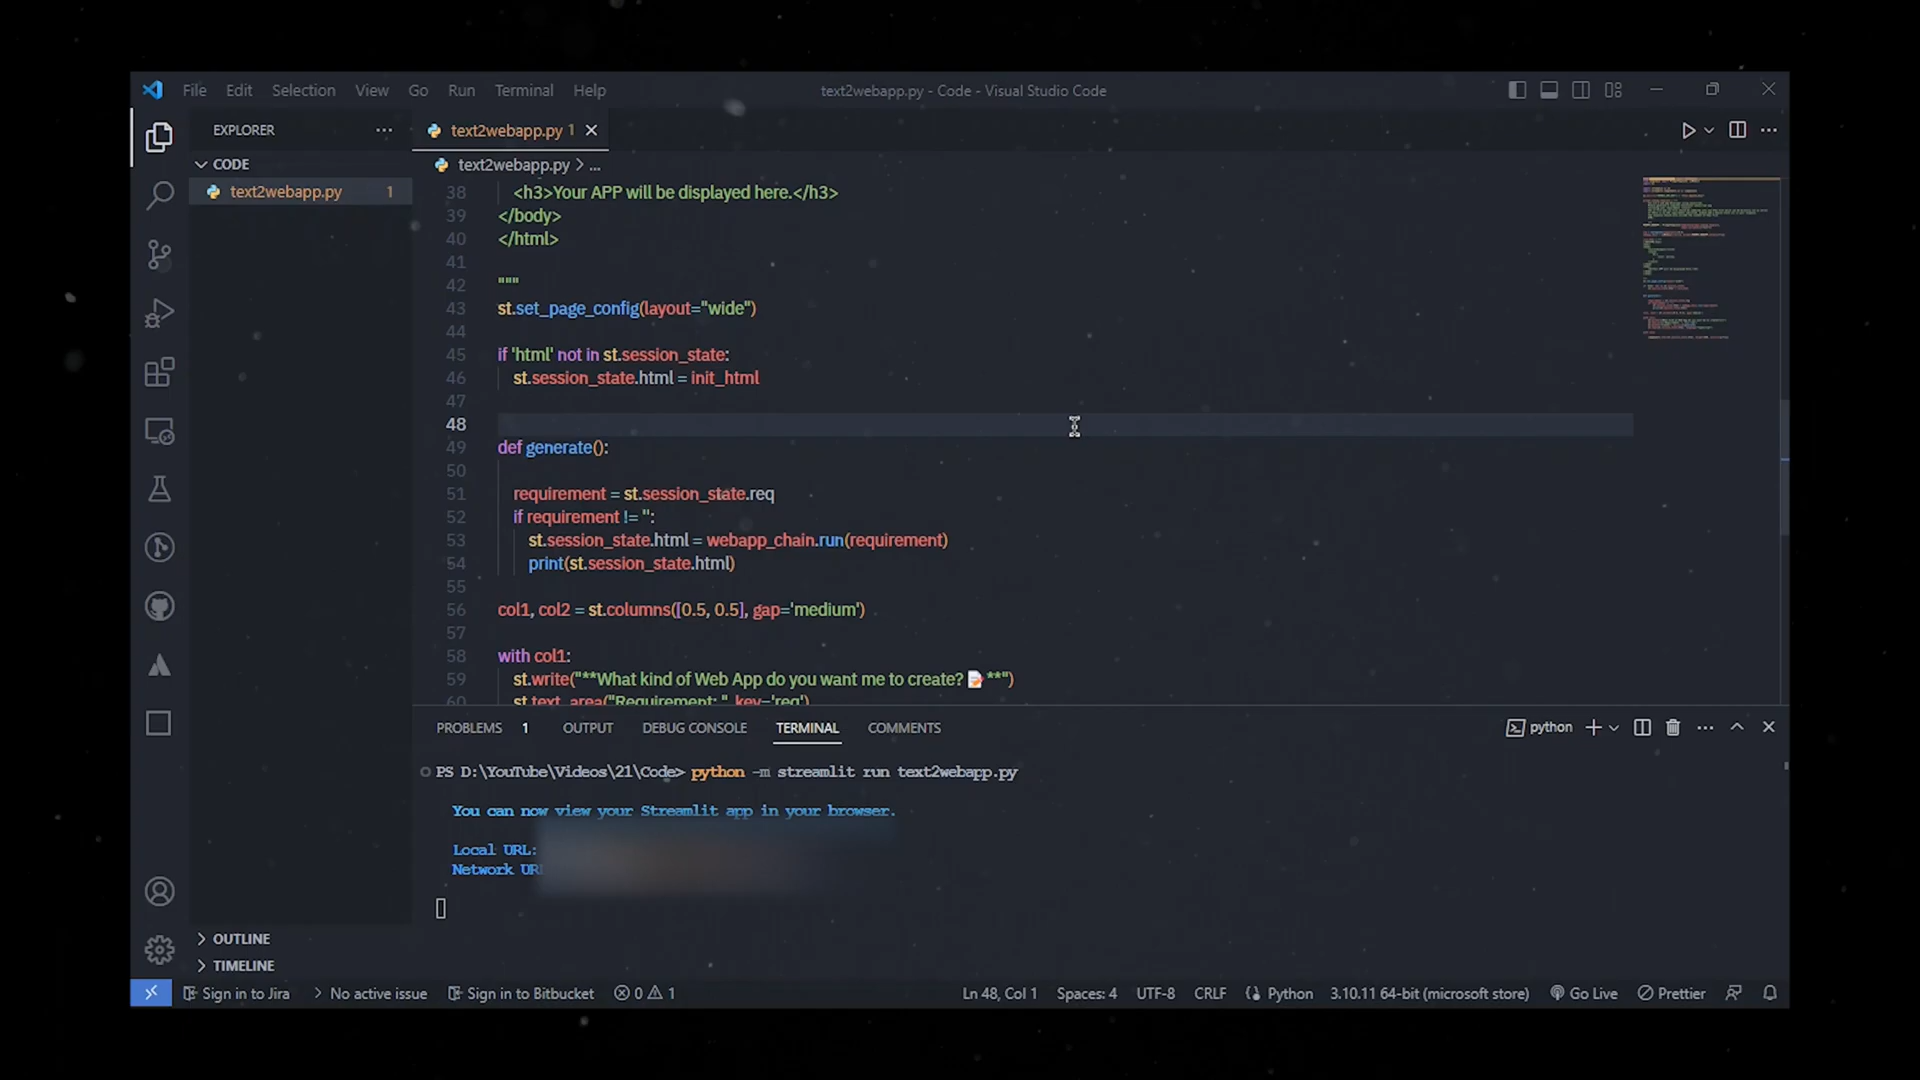 File Edit Selection View Go Run Terminal Help
text2webapp.py - Code - Visual Studio Code
EXPLORER
text2webapp.py 1
CODE
text2webapp.py 1
text2webapp.py > ...
38 <h3>Your APP will be displayed here.</h3>
39 </body>
40 </html>
41
42 """
43 st.set_page_config(layout="wide")
44
45 if 'html' not in st.session_state:
46 st.session_state.html = init_html
47
48
49 def generate():
50
51 requirement = st.session_state.req
52 if requirement != '':
53 st.session_state.html = webapp_chain.run(requirement)
54 print(st.session_state.html)
55
56 col1, col2 = st.columns([0.5, 0.5], gap='medium')
57
58 with col1:
59 st.write("**What kind of Web App do you want me to create? 📝**")
60 st.text_area("Requirement: ", key='req')
PROBLEMS 1 OUTPUT DEBUG CONSOLE TERMINAL COMMENTS
python
PS D:\YouTube\Videos\21\Code> python -m streamlit run text2webapp.py
You can now view your Streamlit app in your browser.
Local URL:
Network UR
OUTLINE
TIMELINE
Sign in to Jira No active issue Sign in to Bitbucket 0 1
Ln 48, Col 1 Spaces: 4 UTF-8 CRLF Python 3.10.11 64-bit (microsoft store) Go Live Prettier